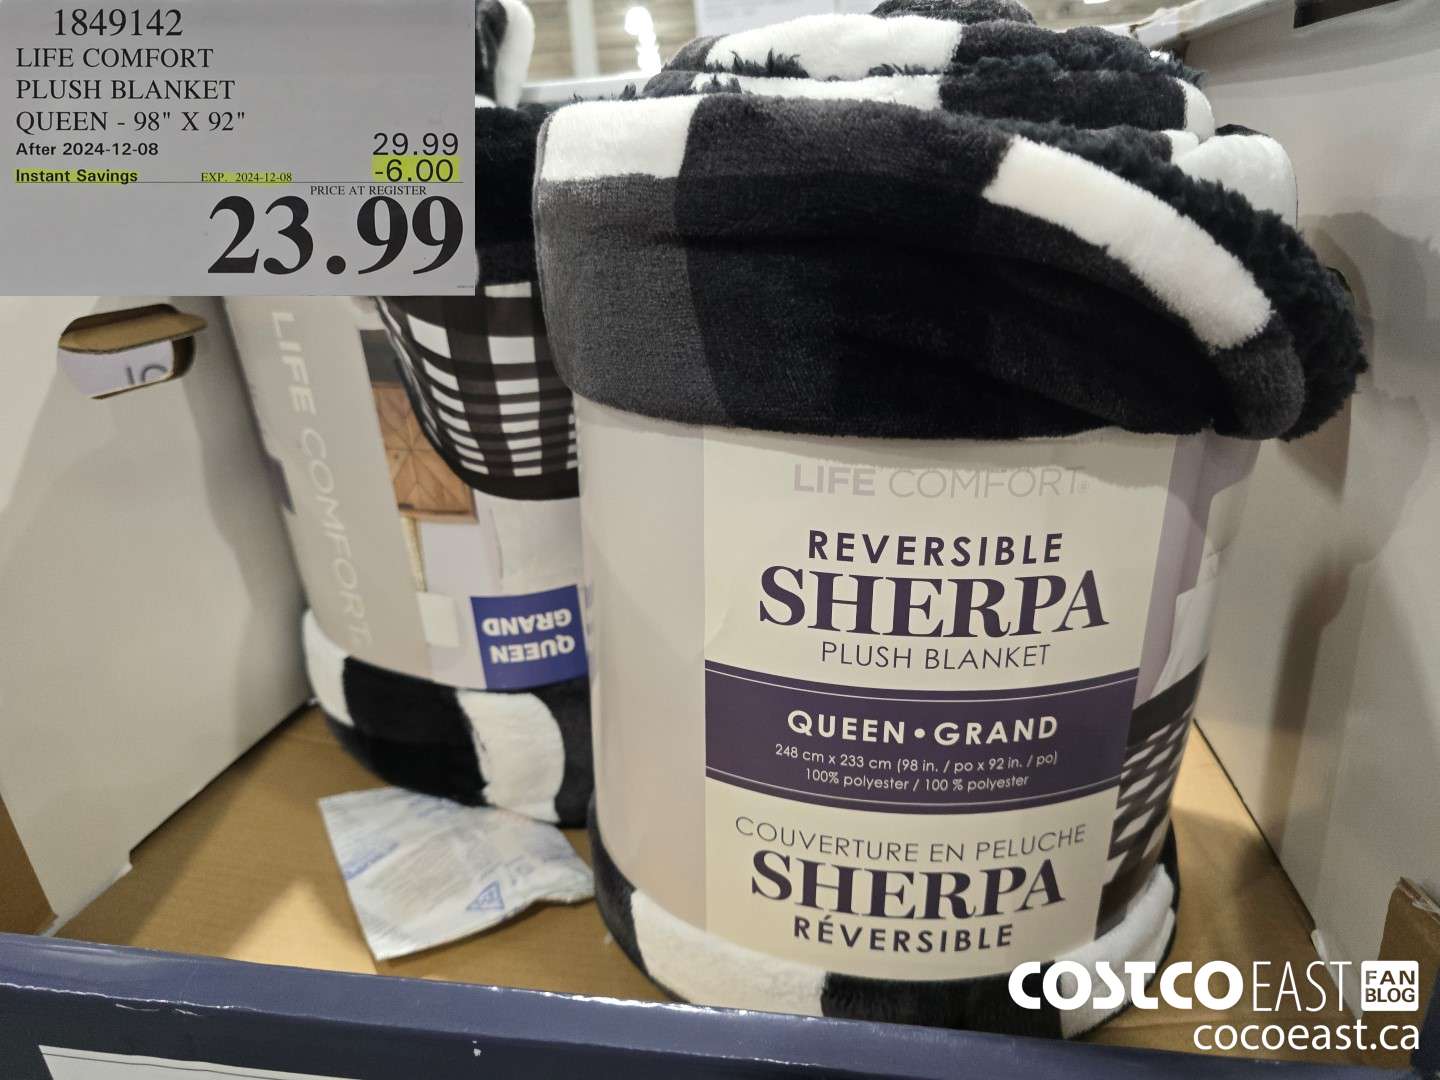 1849142
LIFE COMFORT
PLUSH BLANKET
QUEEN - 98" X 92"
After 2024-12-08
29.99
Instant Savings
EXP. 2024-12-08
-6.00
PRICE AT REGISTER
23.99
LIFE COMFORT
QUEEN
GRAND
LIFE COMFORT
REVERSIBLE
SHERPA
PLUSH BLANKET
QUEEN • GRAND
248 cm x 233 cm (98 in. / po x 92 in. / po)
100% polyester / 100 % polyester
COUVERTURE EN PELUCHE
SHERPA
RÉVERSIBLE
COSTCO EAST FAN BLOG
cocoeast.ca